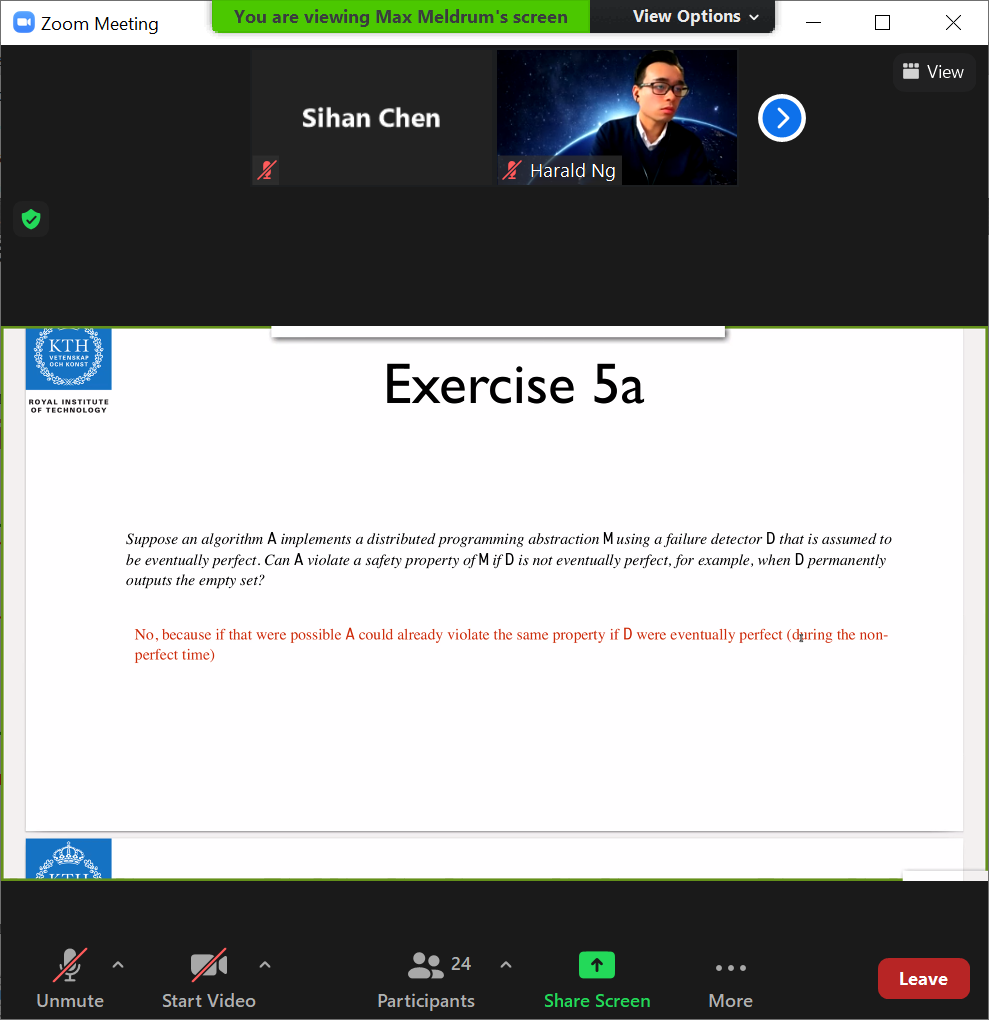 Zoom Meeting
You are viewing Max Meldrum's screen
View Options
View
Sihan Chen
Harald Ng
KTH
VETENSKAP
OCH KONST
ROYAL INSTITUTE
OF TECHNOLOGY
Exercise 5a
Suppose an algorithm A implements a distributed programming abstraction M using a failure detector D that is assumed to
be eventually perfect. Can A violate a safety property of M if D is not eventually perfect, for example, when D permanently
outputs the empty set?
No, because if that were possible A could already violate the same property if D were eventually perfect (during the non-
perfect time)
KTH
Unmute
Start Video
24
Participants
Share Screen
More
Leave